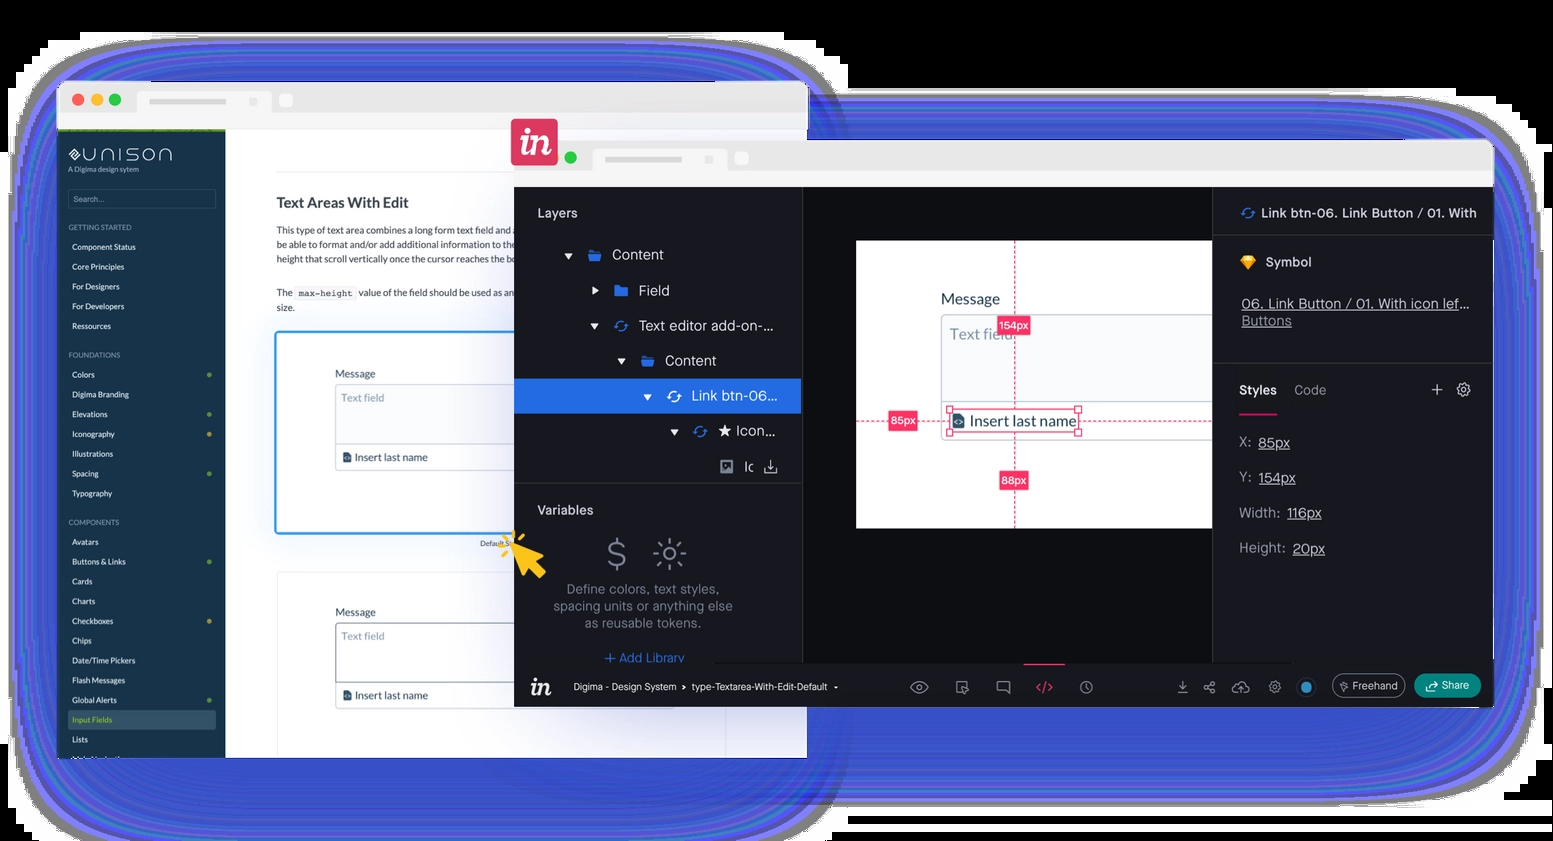 UNISON
A Digima design sytem
Search...
GETTING STARTED
Component Status
Core Principles
For Designers
For Developers
Ressources
FOUNDATIONS
Colors
Digima Branding
Elevations
Iconography
Illustrations
Spacing
Typography
COMPONENTS
Avatars
Buttons & Links
Cards
Charts
Checkboxes
Chips
Date/Time Pickers
Flash Messages
Global Alerts
Input Fields
Lists
Text Areas With Edit
This type of text area combines a long form text field and
be able to format and/or add additional information to the
height that scroll vertically once the cursor reaches the
The max-height value of the field should be used as an
size.
Message
Text field
Insert last name
Default
Message
Text field
Insert last name
in
Layers
Content
Field
Text editor add-on-...
Content
Link btn-06...
★ Icon...
Ic
Variables
Define colors, text styles,
spacing units or anything else
as reusable tokens.
+ Add Library
Message
Text field
154px
85px
Insert last name
88px
Link btn-06. Link Button / 01. With
Symbol
06. Link Button / 01. With icon lef...
Buttons
Styles Code
X: 85px
Y: 154px
Width: 116px
Height: 20px
in
Digima - Design System > type-Textarea-With-Edit-Default
Freehand
Share